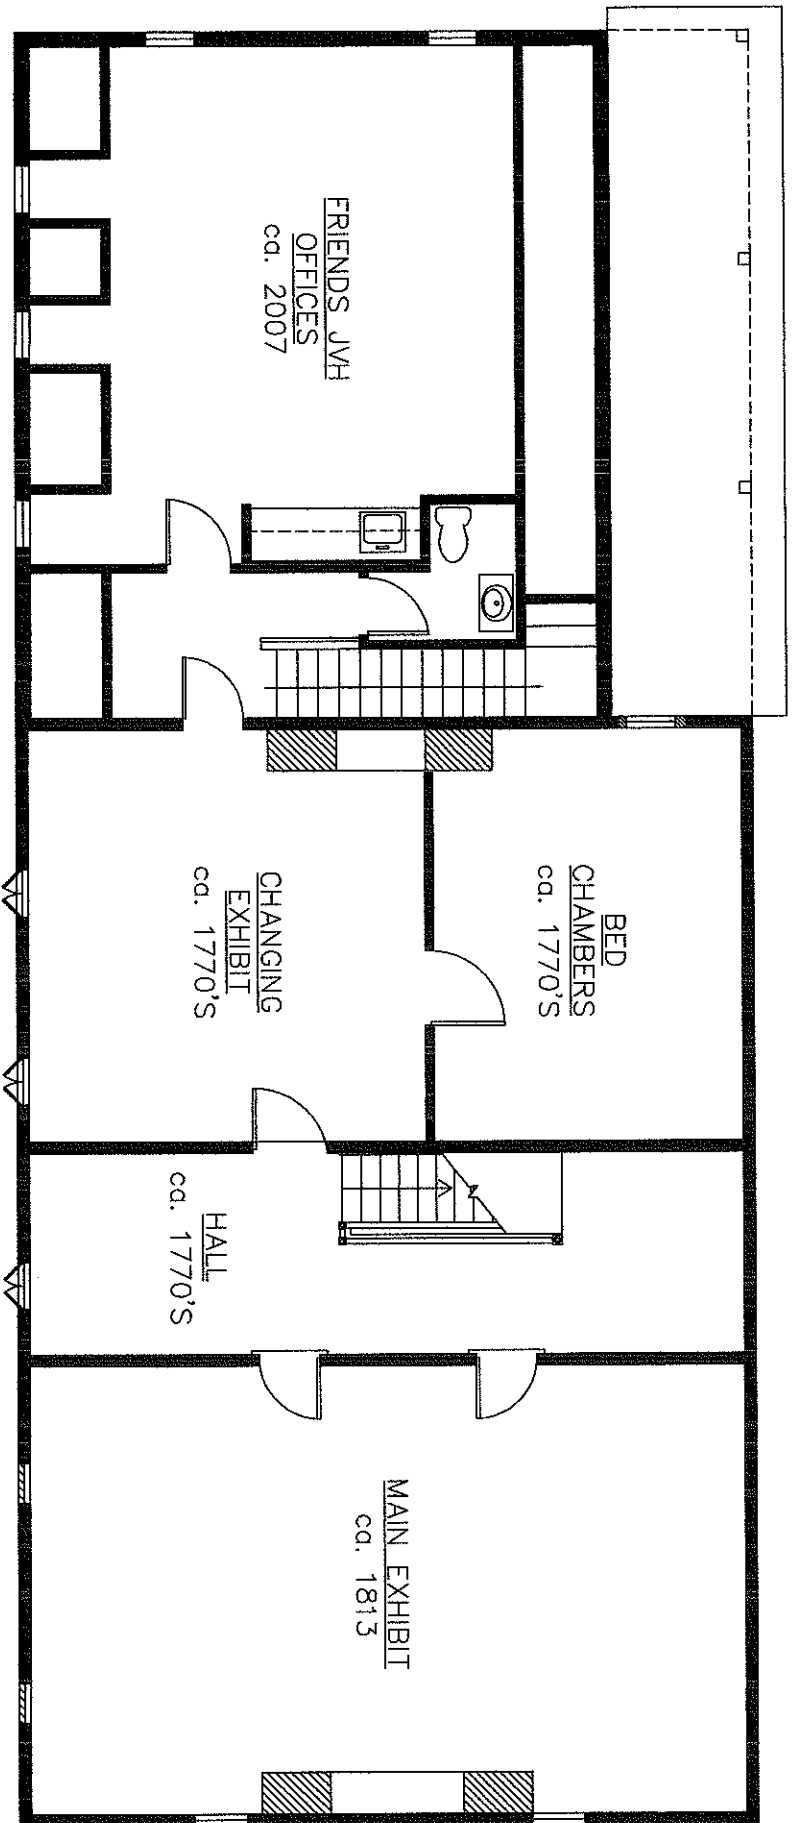 FRIENDS JVH
OFFICES
ca. 2007
BED
CHAMBERS
ca. 1770'S
CHANGING
EXHIBIT
ca. 1770'S
HALL
ca. 1770'S
MAIN EXHIBIT
ca. 1813